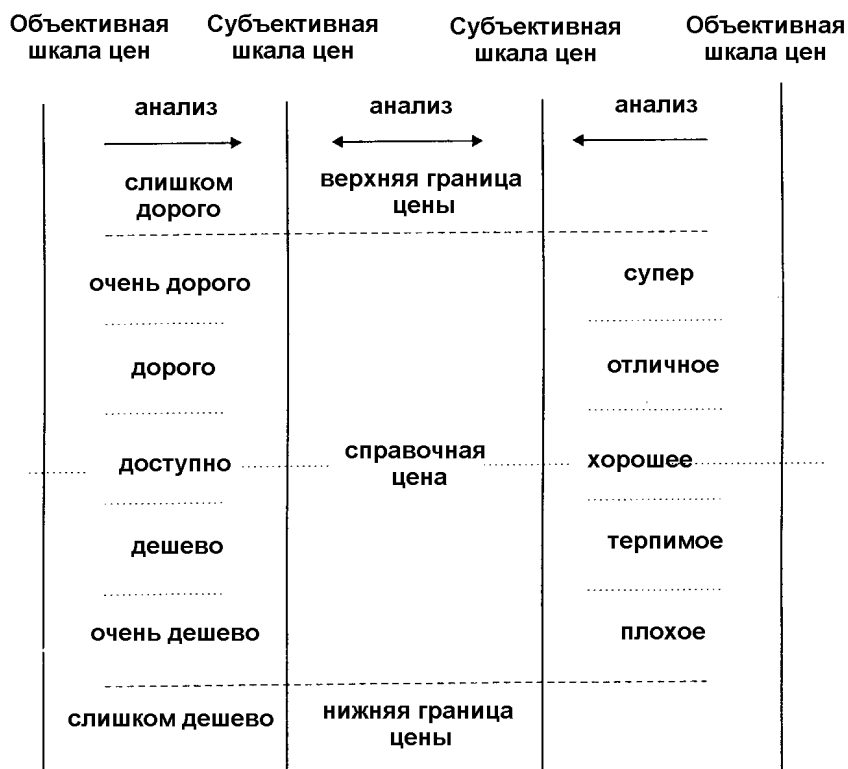 Объективная
шкала цен
Субъективная
шкала цен
Субъективная
шкала цен
Объективная
шкала цен
анализ
анализ
анализ
слишком
дорого
верхняя граница
цены
очень дорого
супер
дорого
отличное
доступно
справочная
цена
хорошее
дешево
терпимое
очень дешево
плохое
слишком дешево
нижняя граница
цены